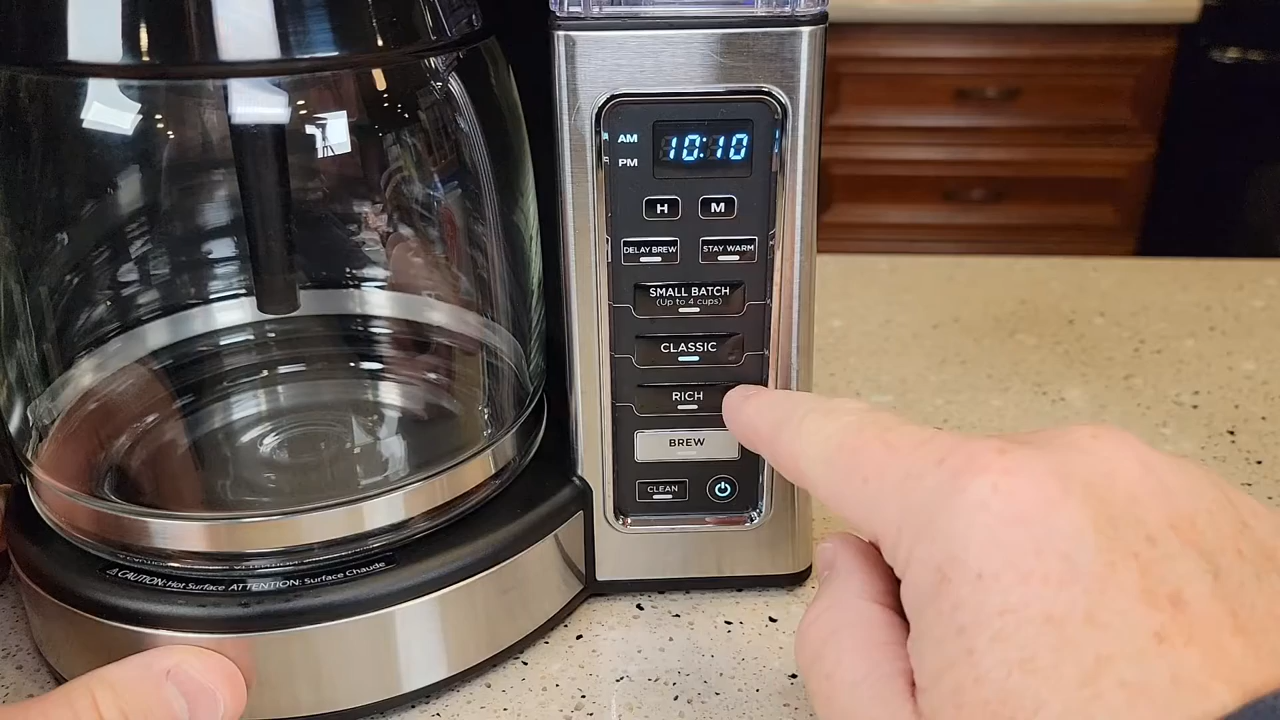 AM
10:10
PM
H
M
DELAY BREW
STAY WARM
SMALL BATCH
(Up to 4 cups)
CLASSIC
RICH
BREW
CLEAN
CAUTION: Hot Surface ATTENTION: Surface Chaude